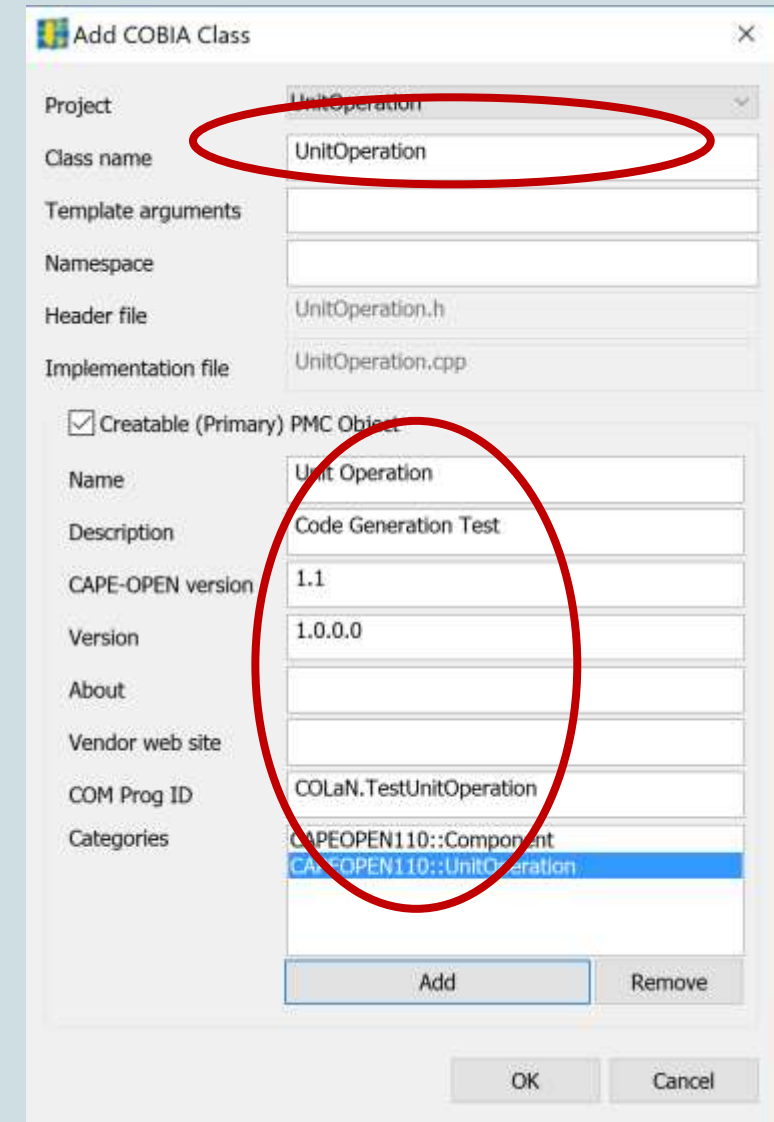 Add COBIA Class
Project UnitOperation
Class name UnitOperation
Template arguments
Namespace
Header file UnitOperation.h
Implementation file UnitOperation.cpp
Creatable (Primary) PMC Object
Name Unit Operation
Description Code Generation Test
CAPE-OPEN version 1.1
Version 1.0.0.0
About
Vendor web site
COM Prog ID COLaN.TestUnitOperation
Categories CAPEOPEN110::Component
CAPEOPEN110::UnitOperation
Add Remove
OK Cancel